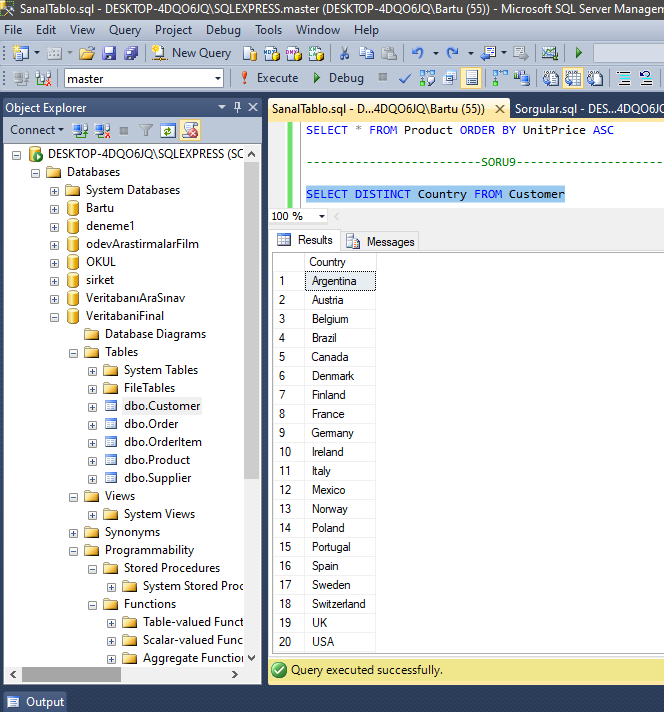 SanalTablo.sql - DESKTOP-4DQO6JQ\SQLEXPRESS.master (DESKTOP-4DQO6JQ\Bartu (55)) - Microsoft SQL Server Manage
File Edit View Query Project Debug Tools Window Help
New Query MDX DMX
master Execute Debug
Object Explorer
Connect
DESKTOP-4DQO6JQ\SQLEXPRESS (SC
Databases
System Databases
Bartu
deneme1
odevArastirmalarFilm
OKUL
sirket
VeritabanıAraSınav
VeritabaniFinal
Database Diagrams
Tables
System Tables
FileTables
dbo.Customer
dbo.Order
dbo.OrderItem
dbo.Product
dbo.Supplier
Views
System Views
Synonyms
Programmability
Stored Procedures
System Stored Proc
Functions
Table-valued Funct
Scalar-valued Funct
Aggregate Function
SanalTablo.sql - D...4DQO6JQ\Bartu (55)) Sorgular.sql - DES...4DQO6JQ
SELECT * FROM Product ORDER BY UnitPrice ASC
--------------------------SORU9----------------------
SELECT DISTINCT Country FROM Customer
100 %
Results Messages
Country
1 Argentina
2 Austria
3 Belgium
4 Brazil
5 Canada
6 Denmark
7 Finland
8 France
9 Germany
10 Ireland
11 Italy
12 Mexico
13 Norway
14 Poland
15 Portugal
16 Spain
17 Sweden
18 Switzerland
19 UK
20 USA
Query executed successfully.
Output